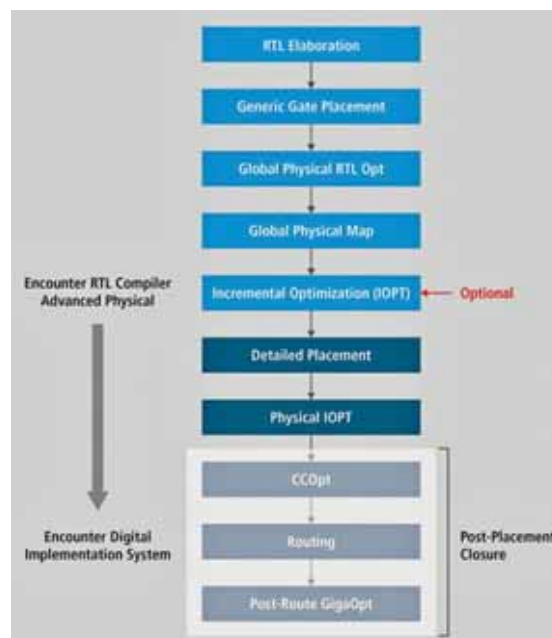 RTL Elaboration
Generic Gate Placement
Global Physical RTL Opt
Global Physical Map
Encounter RTL Compiler
Advanced Physical
Incremental Optimization (IOPT)
Optional
Detailed Placement
Physical IOPT
CCOpt
Encounter Digital
Implementation System
Routing
Post-Placement
Closure
Post-Route GigaOpt